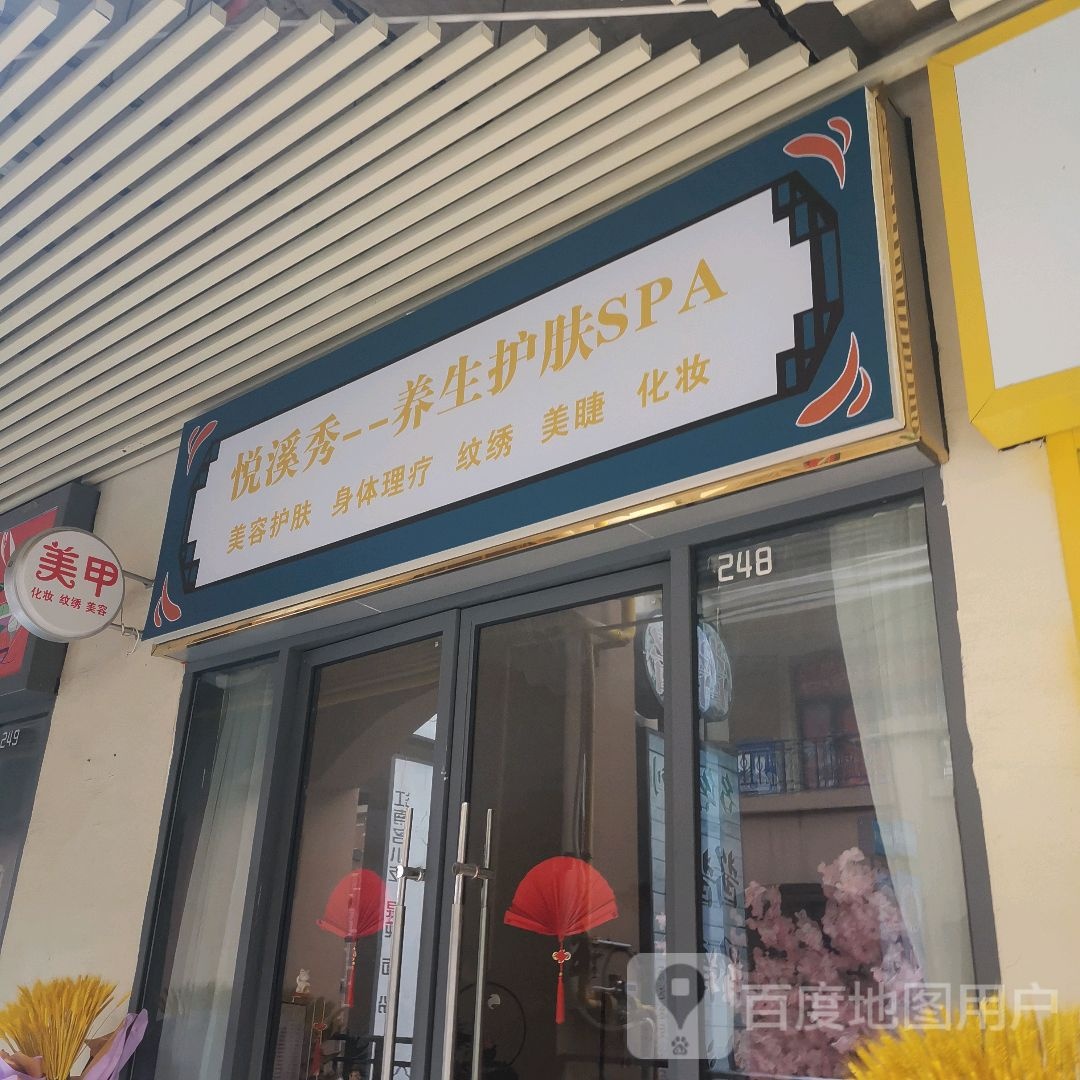 悦溪秀--养生护肤SPA
美容护肤 身体理疗 纹绣 美睫 化妆
美甲
化妆 纹绣 美容
248
249
百度地图用户